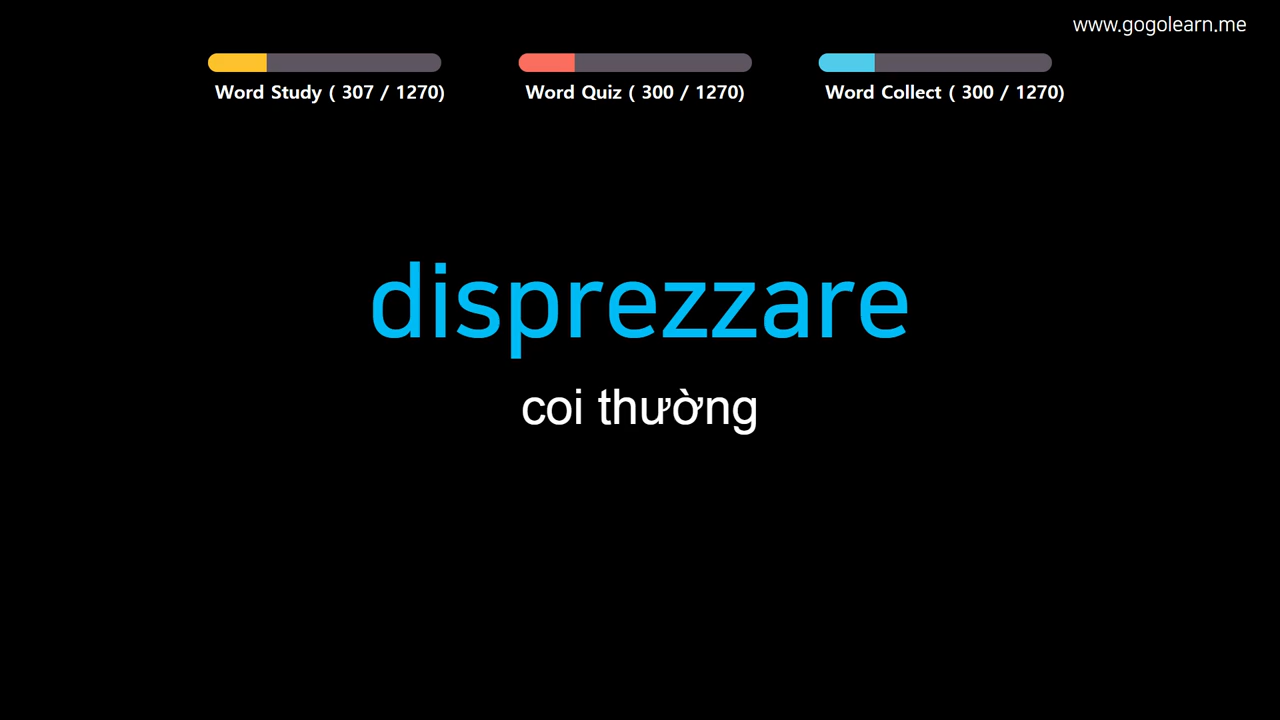 www.gogolearn.me
Word Study ( 307 / 1270)
Word Quiz ( 300 / 1270)
Word Collect ( 300 / 1270)
disprezzare
coi thường